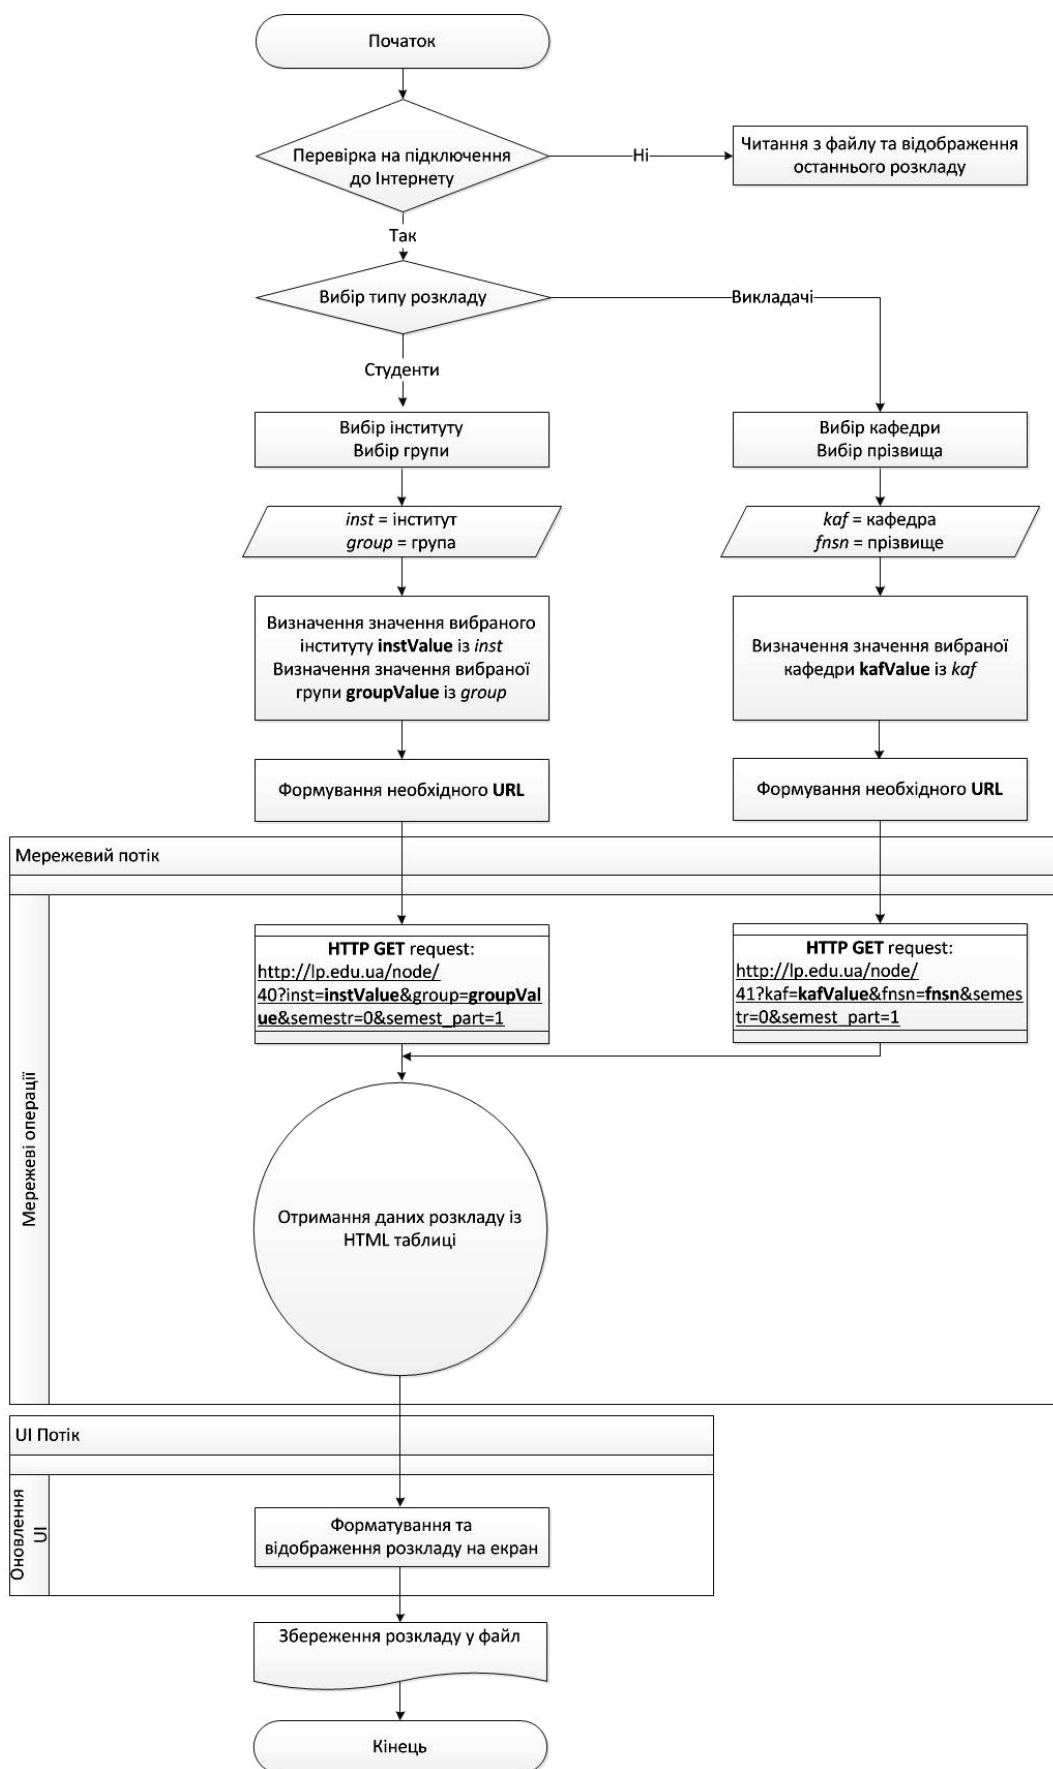 Початок
Перевірка на підключення
до Інтернету
Ні
Читання з файлу та відображення
останнього розкладу
Так
Вибір типу розкладу
Викладачі
Студенти
Вибір інституту
Вибір групи
Вибір кафедри
Вибір прізвища
inst = інститут
group = група
kaf = кафедра
fnsn = прізвище
Визначення значення вибраного
інституту instValue із inst
Визначення значення вибраної
групи groupValue із group
Визначення значення вибраної
кафедри kafValue із kaf
Формування необхідного URL
Формування необхідного URL
Мережевий потік
Мережеві операції
HTTP GET request:
http://lp.edu.ua/node/
40?inst=instValue&group=groupVal
ue&semestr=0&semest_part=1
HTTP GET request:
http://lp.edu.ua/node/
41?kaf=kafValue&fnsn=fnsn&semes
tr=0&semest_part=1
Отримання даних розкладу із
HTML таблиці
UI Потік
Оновлення
UI
Форматування та
відображення розкладу на екран
Збереження розкладу у файл
Кінець